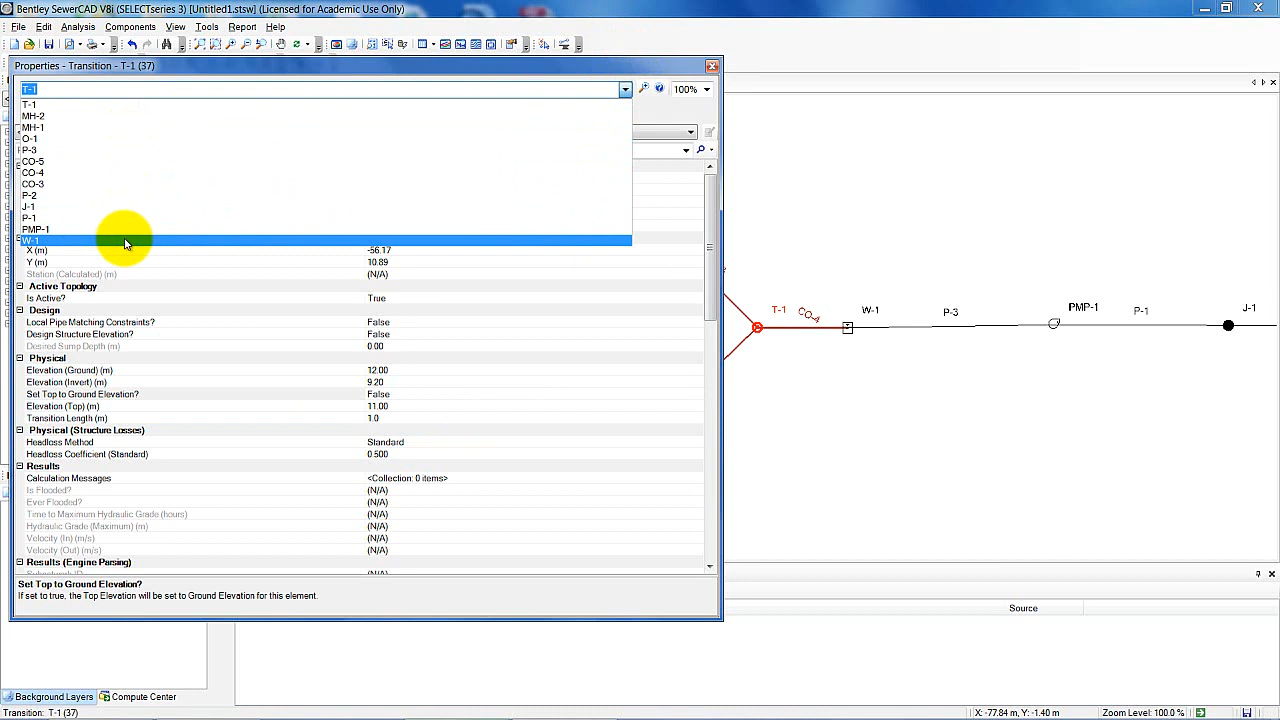 Bentley SewerCAD V8i (SELECTseries 3) [Untitled1.stsw] (Licensed for Academic Use Only)
File Edit Analysis Components View Tools Report Help
Properties - Transition - T-1 (37)
T-1
100%
T-1
MH-2
MH-1
O-1
P-3
CO-5
CO-4
CO-3
P-2
J-1
P-1
PMP-1
W-1
X (m) -56.17
Y (m) 10.89
Station (Calculated) (m) (N/A)
Active Topology
Is Active? True
Design
Local Pipe Matching Constraints? False
Design Structure Elevation? False
Desired Sump Depth (m) 0.00
Physical
Elevation (Ground) (m) 12.00
Elevation (Invert) (m) 9.20
Set Top to Ground Elevation? False
Elevation (Top) (m) 11.00
Transition Length (m) 1.0
Physical (Structure Losses)
Headloss Method Standard
Headloss Coefficient (Standard) 0.500
Results
Calculation Messages <Collection: 0 items>
Is Flooded? (N/A)
Ever Flooded? (N/A)
Time to Maximum Hydraulic Grade (hours) (N/A)
Hydraulic Grade (Maximum) (m) (N/A)
Velocity (In) (m/s) (N/A)
Velocity (Out) (m/s) (N/A)
Results (Engine Parsing)
Set Top to Ground Elevation?
If set to true, the Top Elevation will be set to Ground Elevation for this element.
T-1 CO-4 W-1 P-3 PMP-1 P-1 J-1
Source
Background Layers Compute Center
Transition: T-1 (37) X: -77.84 m, Y: -1.40 m Zoom Level: 100.0 %